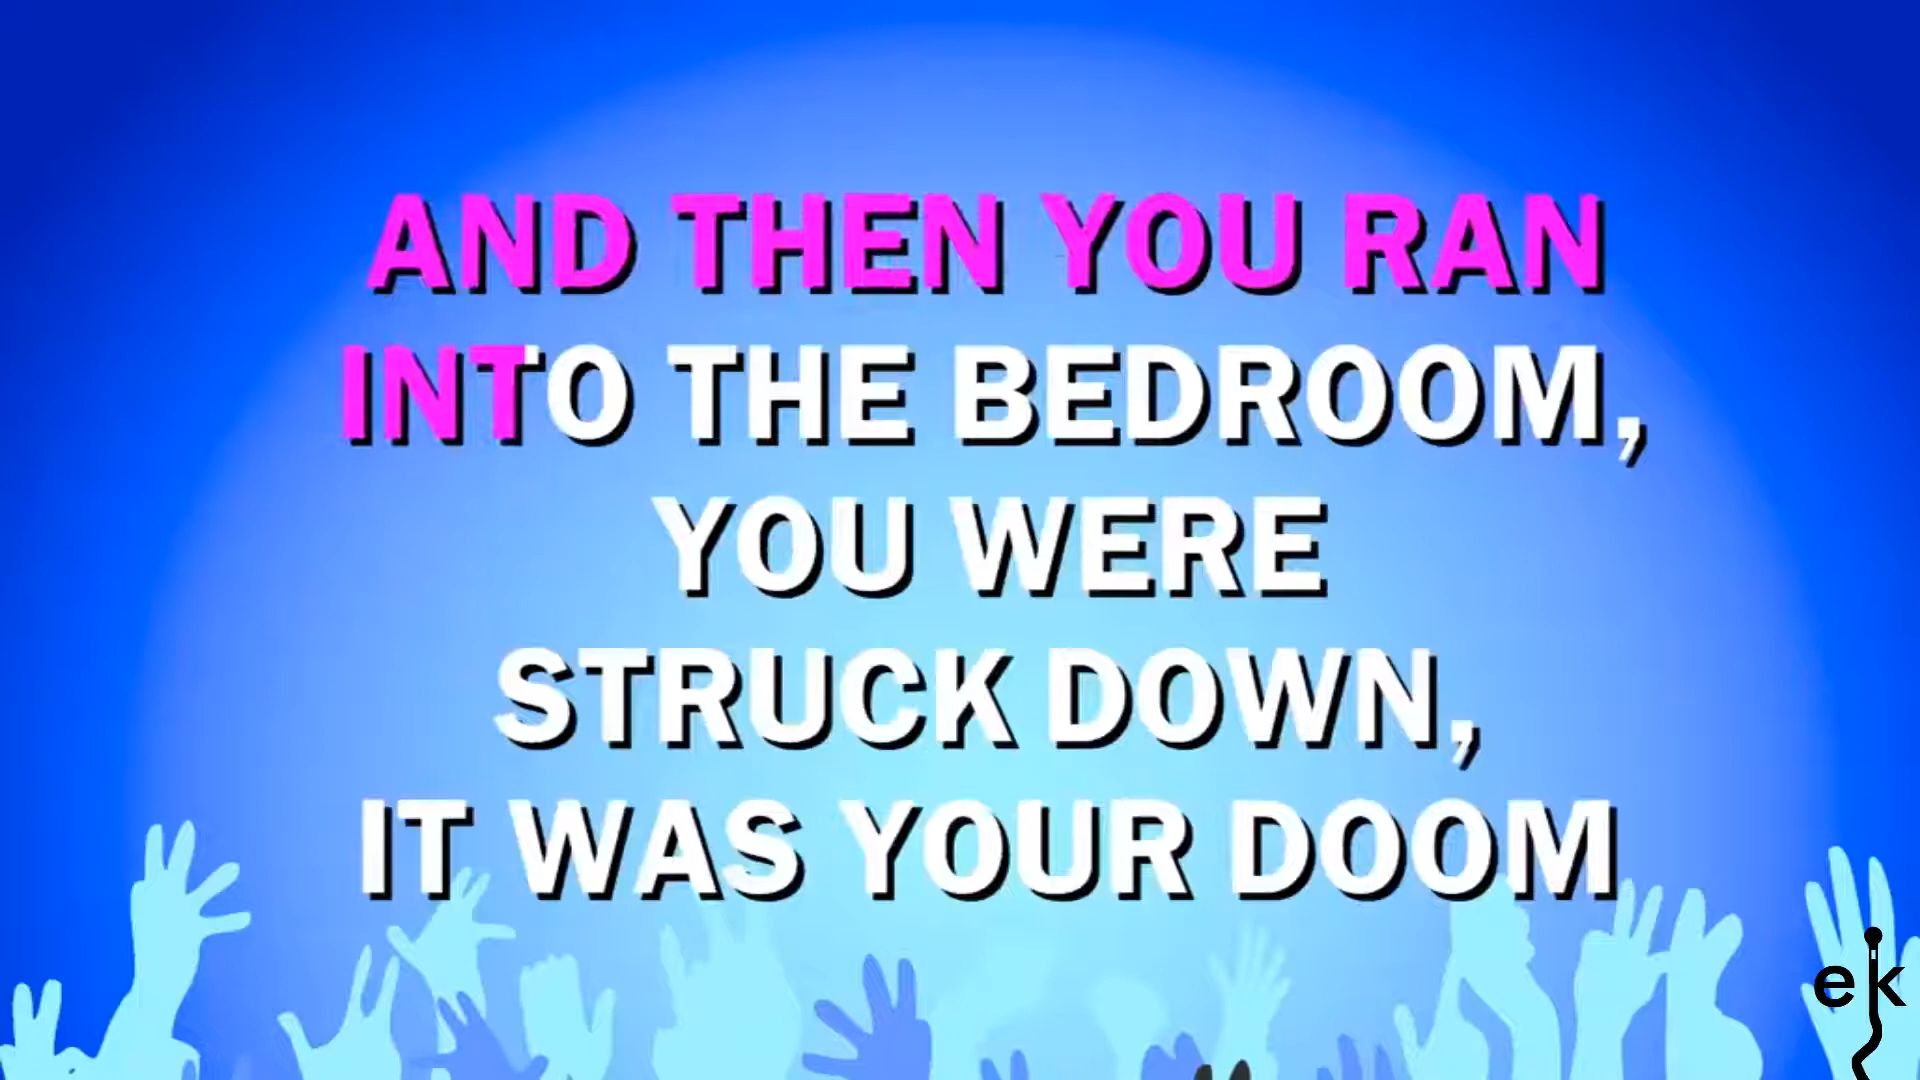 AND THEN YOU RAN
INTO THE BEDROOM,
YOU WERE
STRUCK DOWN,
IT WAS YOUR DOOM
ek